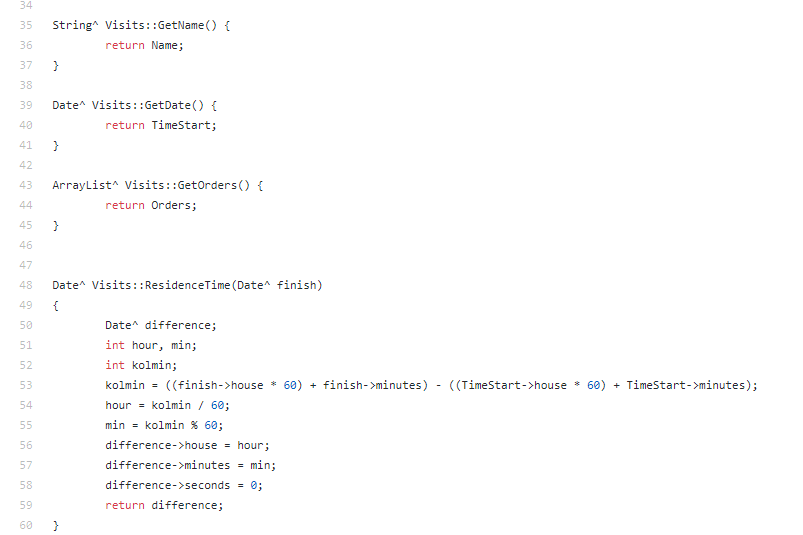 34
35 String^ Visits::GetName() {
36 return Name;
37 }
38
39 Date^ Visits::GetDate() {
40 return TimeStart;
41 }
42
43 ArrayList^ Visits::GetOrders() {
44 return Orders;
45 }
46
47
48 Date^ Visits::ResidenceTime(Date^ finish)
49 {
50 Date^ difference;
51 int hour, min;
52 int kolmin;
53 kolmin = ((finish->house * 60) + finish->minutes) - ((TimeStart->house * 60) + TimeStart->minutes);
54 hour = kolmin / 60;
55 min = kolmin % 60;
56 difference->house = hour;
57 difference->minutes = min;
58 difference->seconds = 0;
59 return difference;
60 }